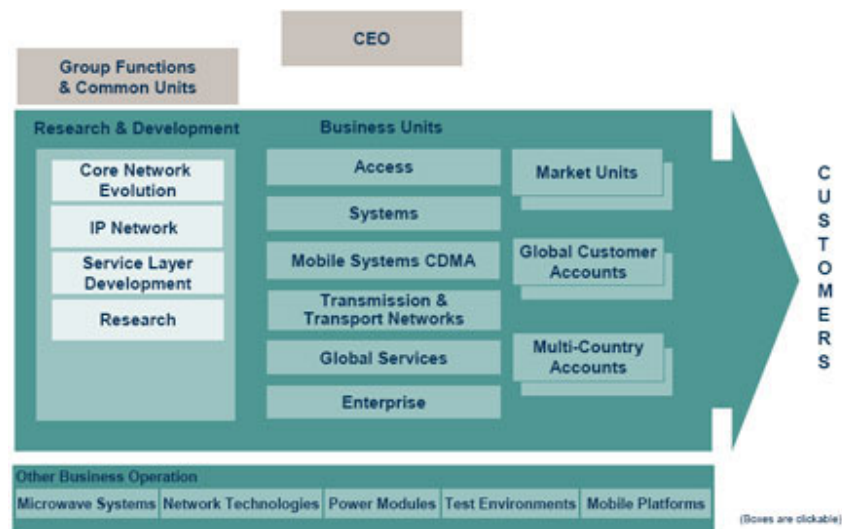 CEO
Group Functions
& Common Units
Research & Development
Business Units
Core Network
Evolution
IP Network
Service Layer
Development
Research
Access
Systems
Mobile Systems CDMA
Transmission &
Transport Networks
Global Services
Enterprise
Market Units
Global Customer
Accounts
Multi-Country
Accounts
CUSTOMERS
Other Business Operation
Microwave Systems Network Technologies Power Modules Test Environments Mobile Platforms
(Boxes are clickable)